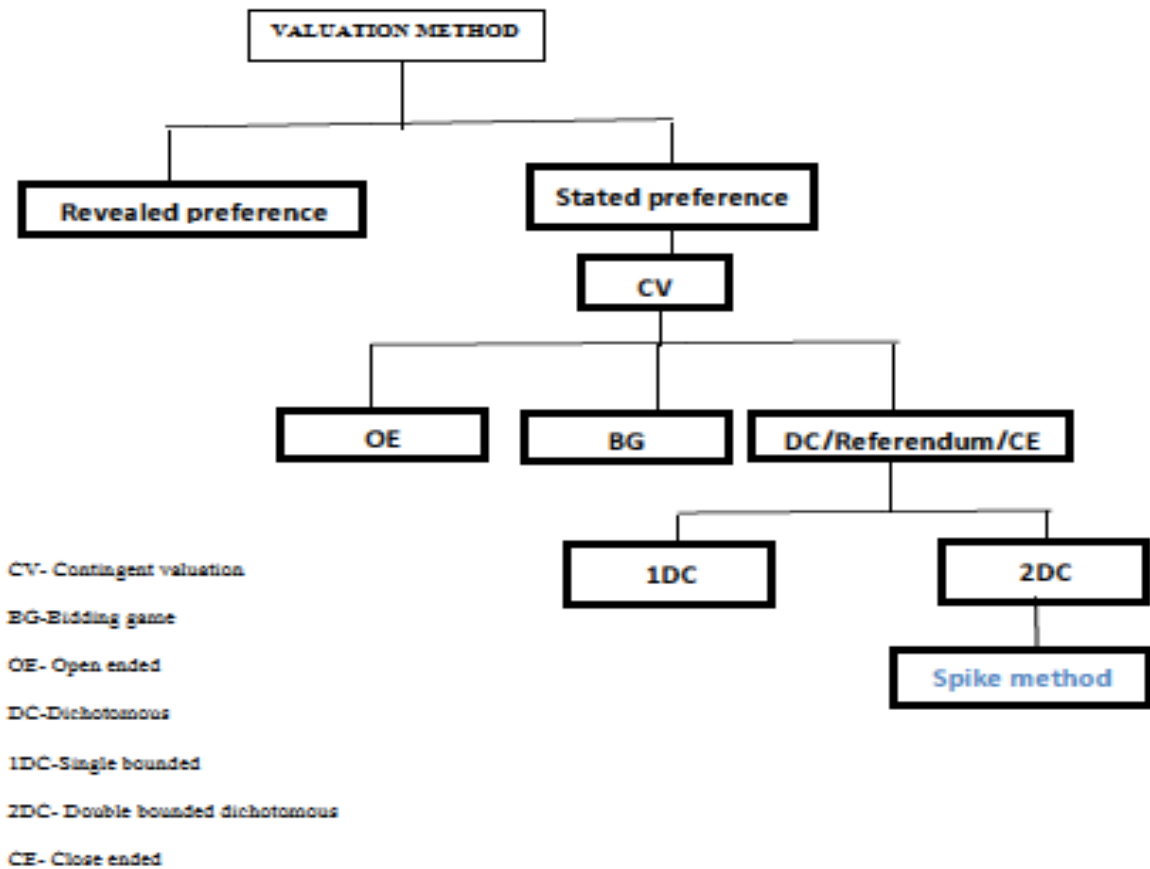 VALUATION METHOD
Revealed preference
Stated preference
CV
OE
BG
DC/Referendum/CE
1DC
2DC
Spike method
CV- Contingent valuation
BG-Bidding game
OE- Open ended
DC-Dichotomous
1DC-Single bounded
2DC- Double bounded dichotomous
CE- Close ended